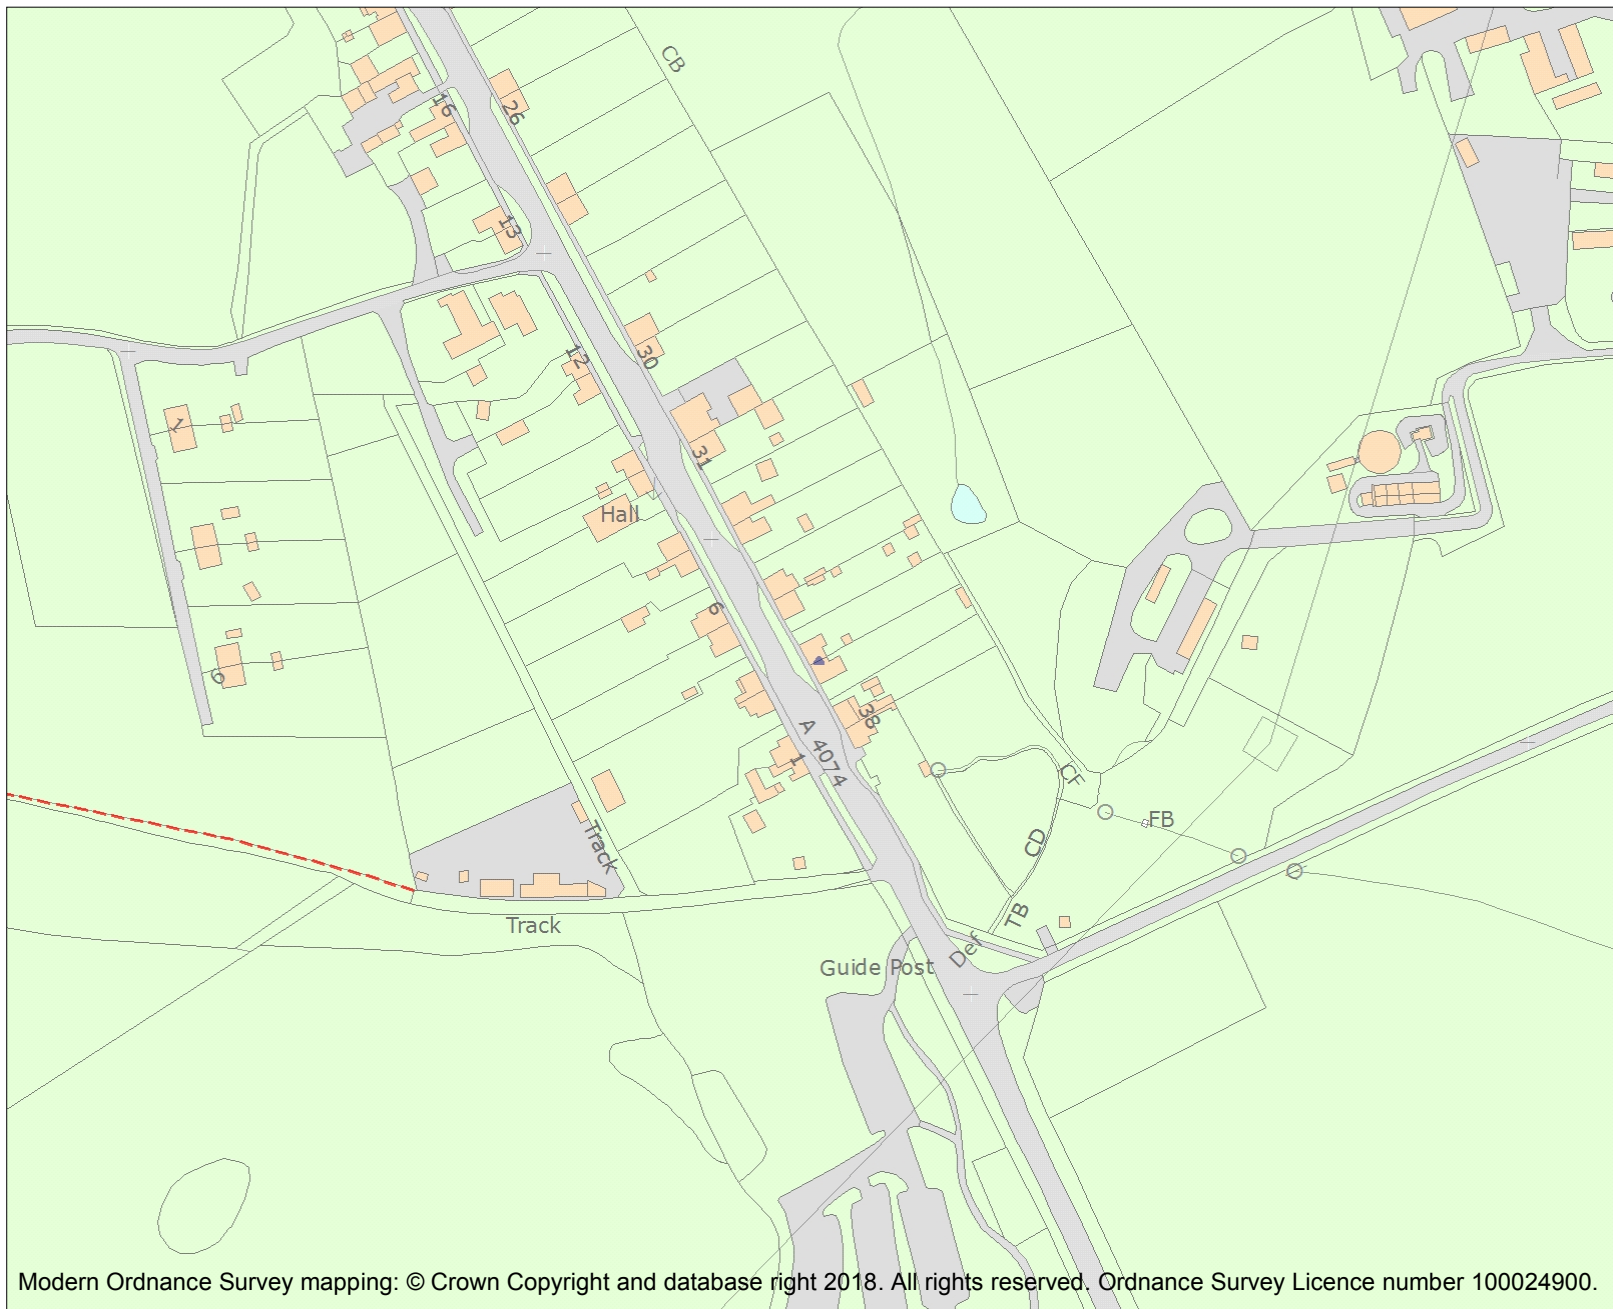 CB
16
26
13
12
30
1
31
Hall
6
6
38
A 4074
1
CF
FB
CD
Track
TB
Track
Def
Guide Post
Modern Ordnance Survey mapping: © Crown Copyright and database right 2018. All rights reserved. Ordnance Survey Licence number 100024900.